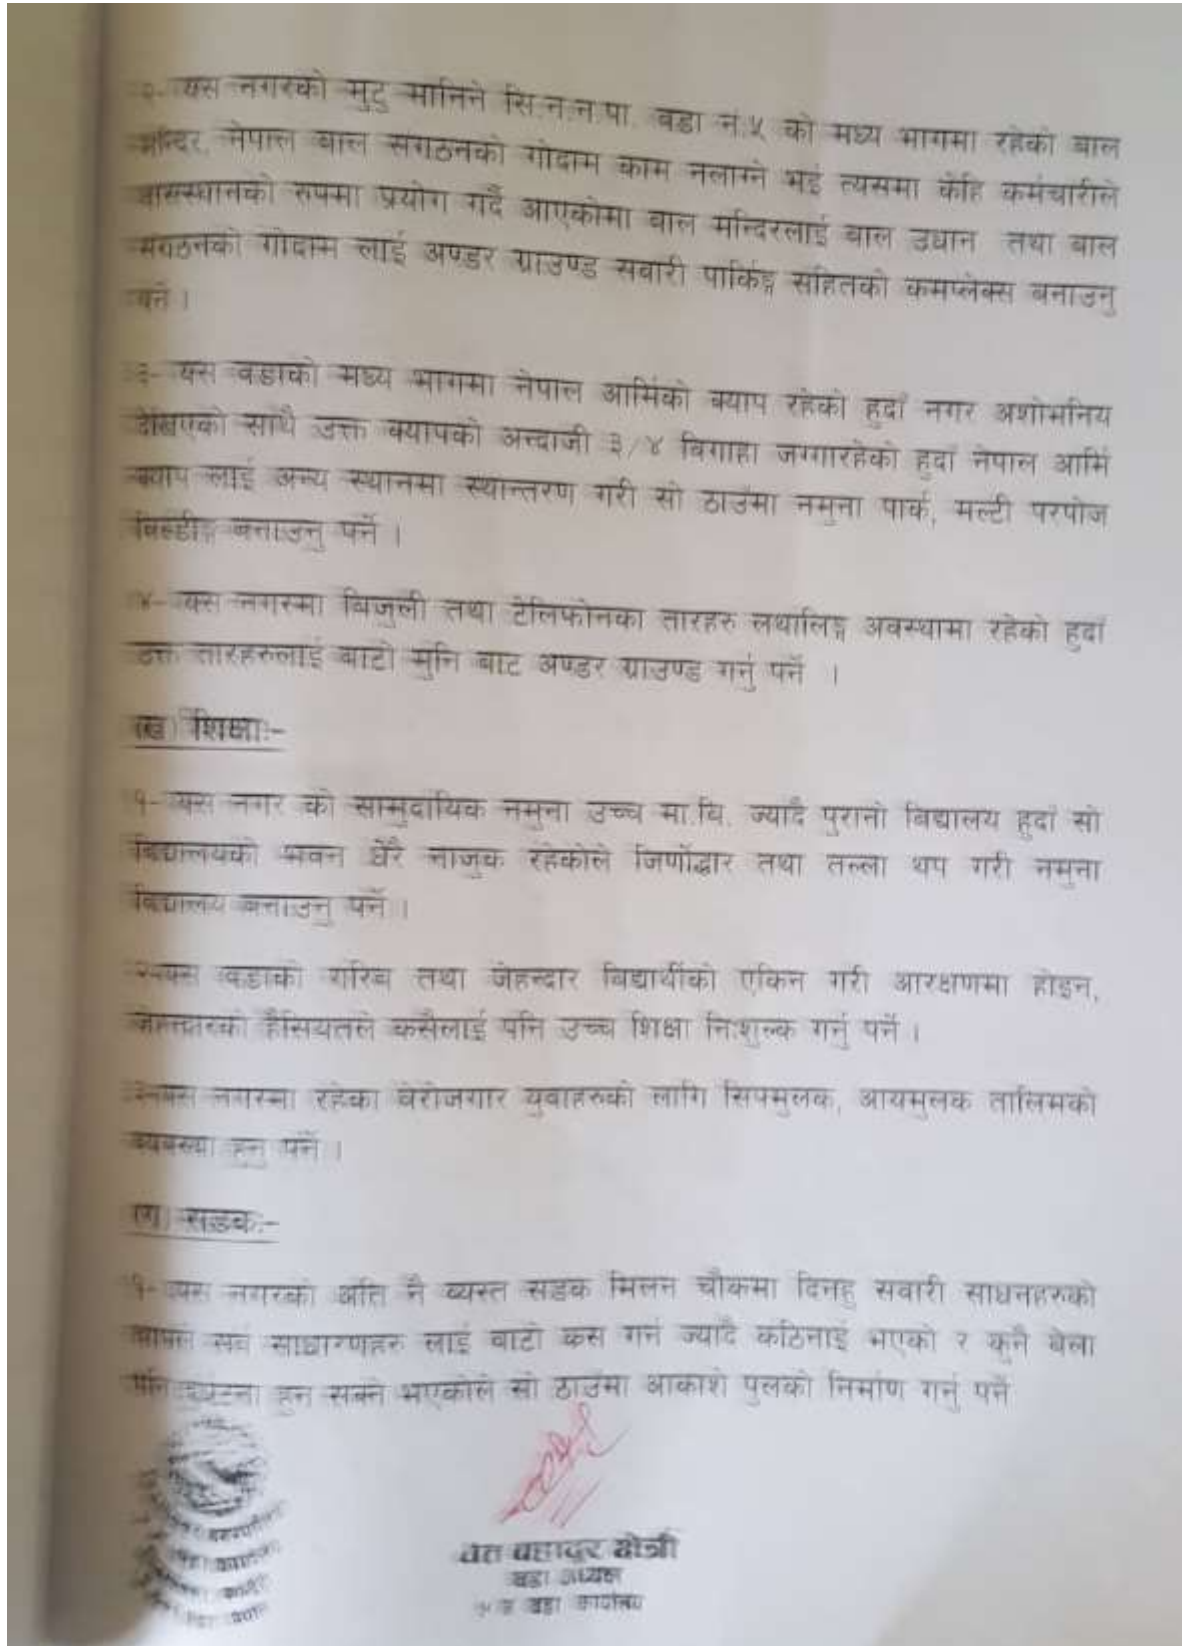 २- यस नगरको मुटु मानिने सि.न.न.पा. वडा नं.५ को मध्य भागमा रहेको बाल
मन्दिर, नेपाल बाल संगठनको गोदाम काम नलाग्ने भई त्यसमा केहि कर्मचारीले
बासस्थानको रुपमा प्रयोग गर्दै आएकोमा बाल मन्दिरलाई बाल उधान तथा बाल
संगठनको गोदाम लाई अण्डर ग्राउण्ड सवारी पार्किङ्ग सहितको कमप्लेक्स बनाउनु
पर्ने ।
३- यस वडाको मध्य भागमा नेपाल आर्मिको क्याप रहेको हुदाँ नगर अशोभनिय
देखिएको साथै उक्त क्यापको अन्दाजी ३/४ विगाहा जग्गारहेको हुदाँ नेपाल आर्मि
क्याप लाई अन्य स्थानमा स्थान्तरण गरी सो ठाउँमा नमुना पार्क, मल्टी परपोज
बिल्डीङ्ग बनाउनु पर्ने ।
४- यस नगरमा बिजुली तथा टेलिफोनका तारहरु लथालिङ्ग अवस्थामा रहेको हुदाँ
उक्त तारहरुलाई बाटो मुनि बाट अण्डर ग्राउण्ड गर्नु पर्ने ।
(ख) शिक्षाः-
१- यस नगर को सामुदायिक नमुना उच्च मा.वि. ज्यादै पुरानो बिद्यालय हुदाँ सो
बिद्यालयको भवन धेरै नाजुक रहेकोले जिर्णोद्धार तथा तल्ला थप गरी नमुना
बिद्यालय बनाउनु पर्ने ।
२-यस वडाको गरिब तथा जेहन्दार बिद्यार्थीको एकिन गरी आरक्षणमा होइन,
जेहन्दारको हैसियतले कसैलाई पनि उच्च शिक्षा निःशुल्क गर्नु पर्ने ।
३-यस नगरमा रहेका वेरोजगार युवाहरुको लागि सिपमुलक, आयमुलक तालिमको
व्यवस्था हुनु पर्ने ।
(ग) सडकः-
१- यस नगरको अति नै व्यस्त सडक मिलन चौकमा दिनहु सवारी साधनहरुको
चापले सर्व साधारणहरु लाई वाटो क्रस गर्न ज्यादै कठिनाई भएको र कुनै बेला
पनि दुर्घटना हुन सक्ने भएकोले सो ठाउँमा आकाशे पुलको निर्माण गर्नु पर्ने
बहादुर क्षेत्री
वडा अध्यक्ष
वडा कार्यालय